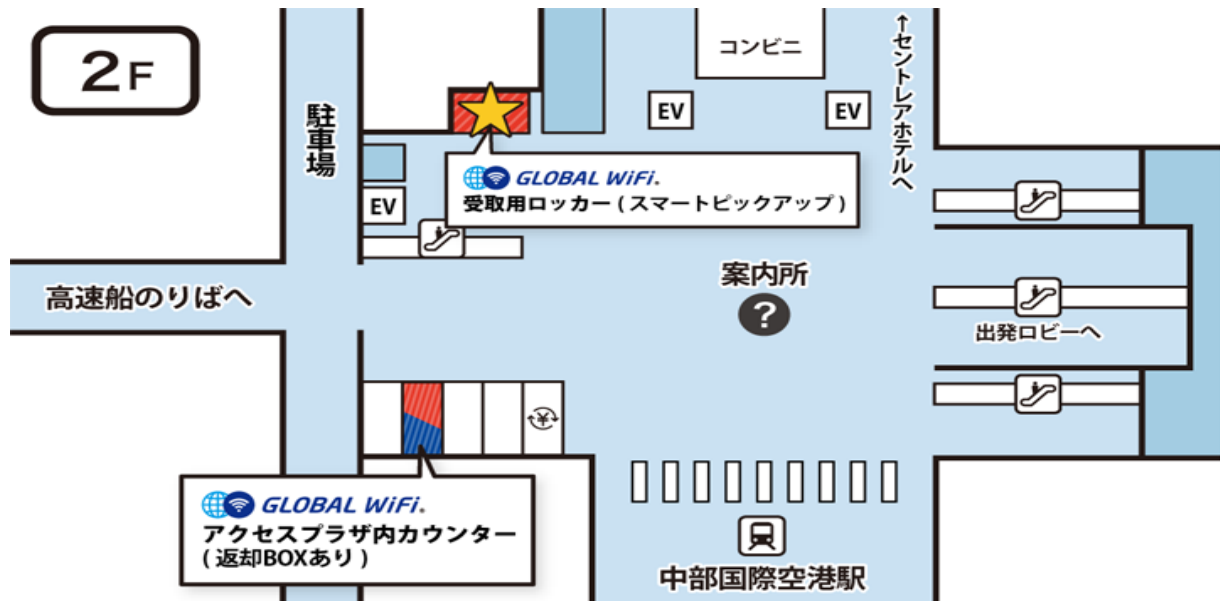 2F
コンビニ
↑セントレアホテルへ
駐車場
EV
EV
GLOBAL WiFi.
受取用ロッカー ( スマートピックアップ )
EV
案内所
?
高速船のりばへ
出発ロビーへ
¥
GLOBAL WiFi.
アクセスプラザ内カウンター
( 返却BOXあり )
中部国際空港駅